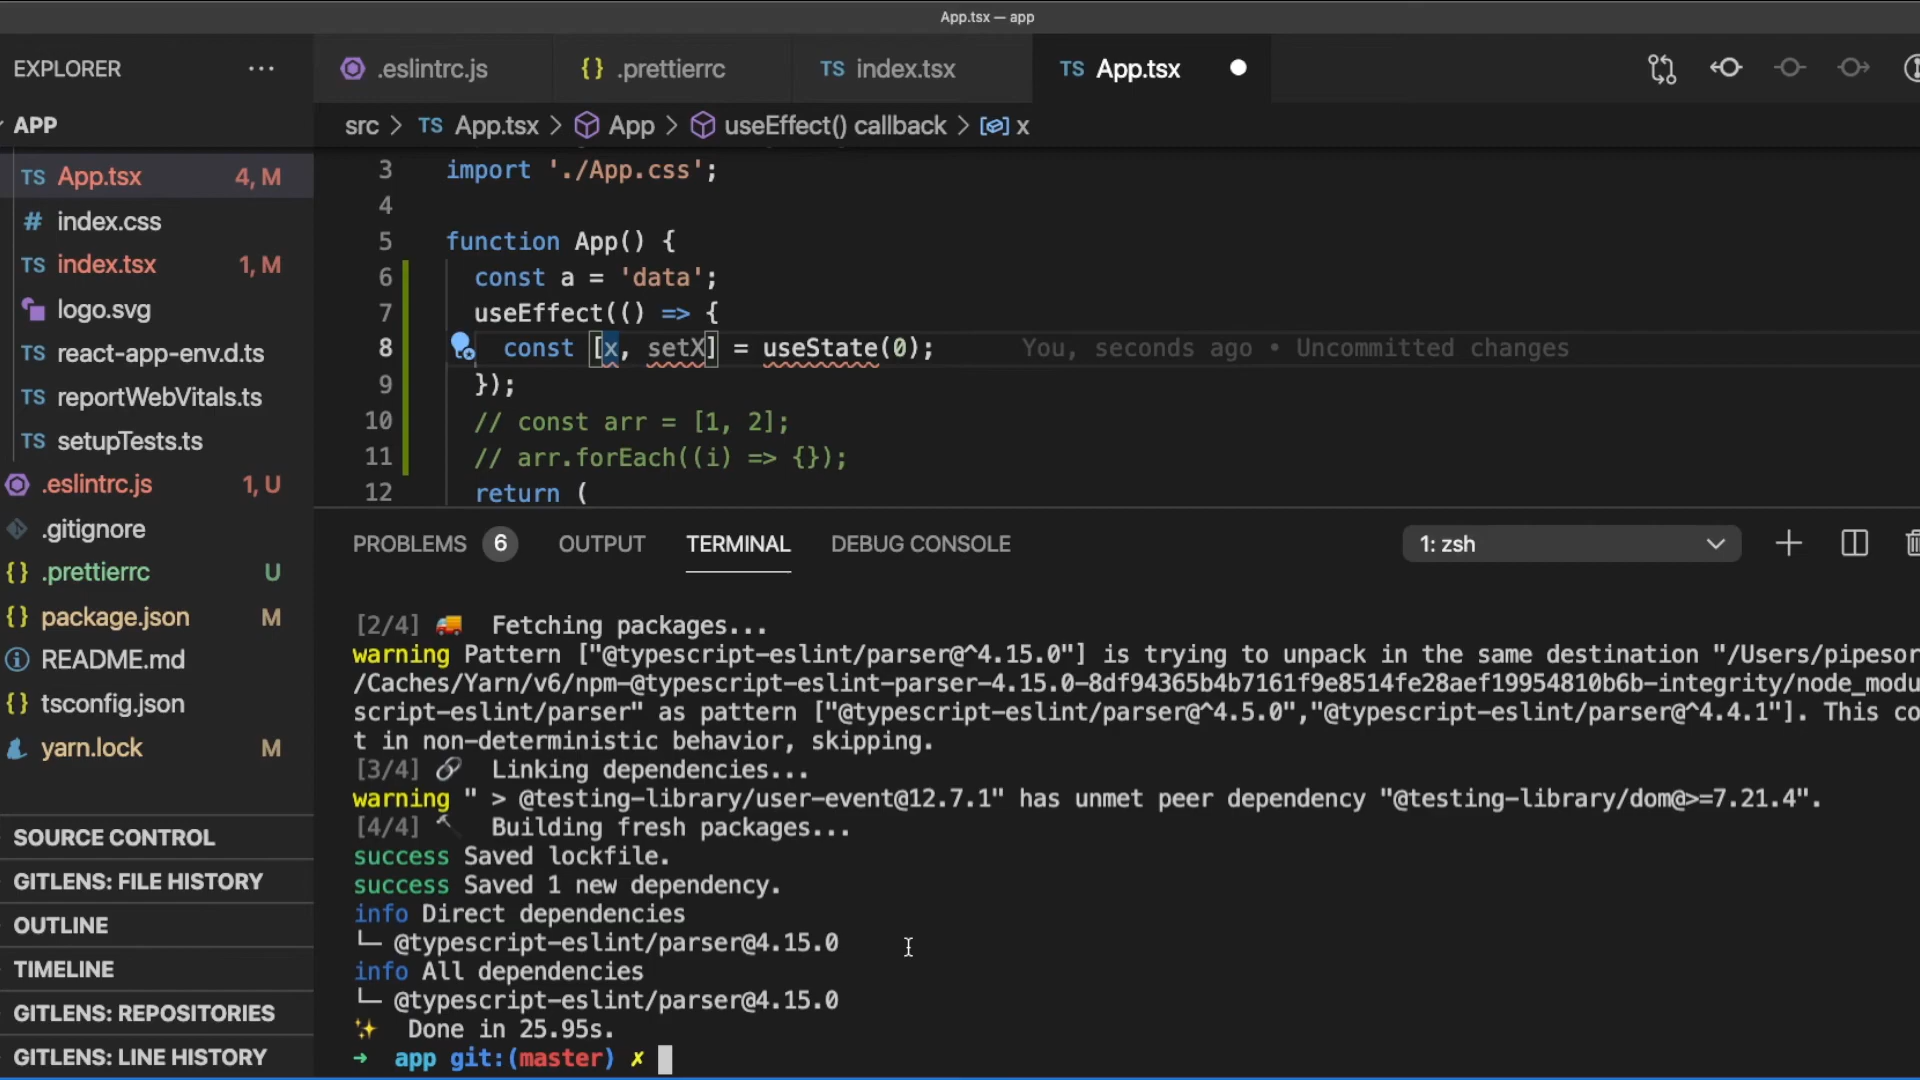 App.tsx — app
EXPLORER ···
.eslintrc.js
{} .prettierrc
TS index.tsx
TS App.tsx
APP
src > TS App.tsx > App > useEffect() callback > x
TS App.tsx 4, M
# index.css
TS index.tsx 1, M
logo.svg
TS react-app-env.d.ts
TS reportWebVitals.ts
TS setupTests.ts
.eslintrc.js 1, U
.gitignore
{} .prettierrc U
{} package.json M
README.md
{} tsconfig.json
yarn.lock M
SOURCE CONTROL
GITLENS: FILE HISTORY
OUTLINE
TIMELINE
GITLENS: REPOSITORIES
GITLENS: LINE HISTORY
3 import './App.css';
4
5 function App() {
6 const a = 'data';
7 useEffect(() => {
8 const [x, setX] = useState(0); You, seconds ago • Uncommitted changes
9 });
10 // const arr = [1, 2];
11 // arr.forEach((i) => {});
12 return (
PROBLEMS 6 OUTPUT TERMINAL DEBUG CONSOLE 1: zsh
[2/4] 🚚 Fetching packages...
warning Pattern ["@typescript-eslint/parser@^4.15.0"] is trying to unpack in the same destination "/Users/pipesor
/Caches/Yarn/v6/npm-@typescript-eslint-parser-4.15.0-8df94365b4b7161f9e8514fe28aef19954810b6b-integrity/node_modu
script-eslint/parser" as pattern ["@typescript-eslint/parser@^4.5.0","@typescript-eslint/parser@^4.4.1"]. This co
t in non-deterministic behavior, skipping.
[3/4] 🔗 Linking dependencies...
warning " > @testing-library/user-event@12.7.1" has unmet peer dependency "@testing-library/dom@>=7.21.4".
[4/4] 🔨 Building fresh packages...
success Saved lockfile.
success Saved 1 new dependency.
info Direct dependencies
└─ @typescript-eslint/parser@4.15.0
info All dependencies
└─ @typescript-eslint/parser@4.15.0
✨ Done in 25.95s.
→ app git:(master) ✗